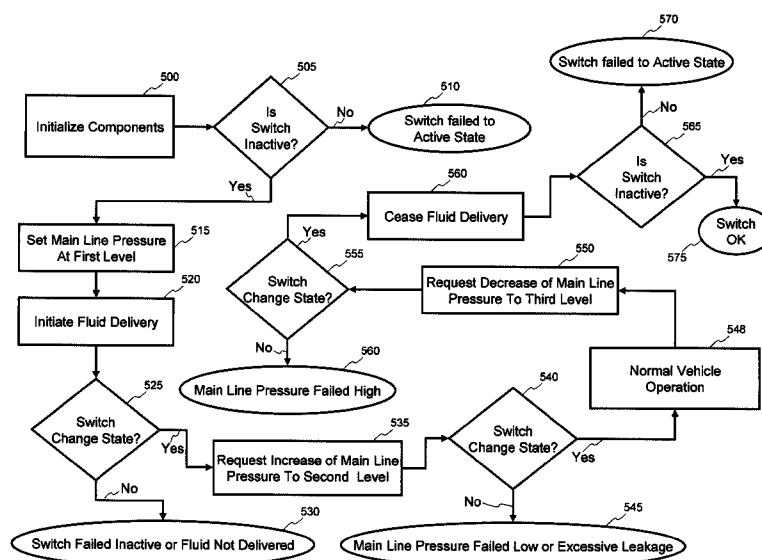 500
Initialize Components
505
Is
Switch
Inactive?
No
510
Switch failed to
Active State
570
Switch failed to Active State
No
565
Is
Switch
Inactive?
Yes
Switch
OK
575
Yes
560
Cease Fluid Delivery
Set Main Line Pressure
At First Level
515
Yes
555
Switch
Change State?
550
Request Decrease of Main Line
Pressure To Third Level
520
Initiate Fluid Delivery
No
560
Main Line Pressure Failed High
548
Normal Vehicle
Operation
525
Switch
Change State?
Yes
535
Request Increase of Main Line
Pressure To Second Level
540
Switch
Change State?
Yes
No
530
Switch Failed Inactive or Fluid Not Delivered
No
545
Main Line Pressure Failed Low or Excessive Leakage